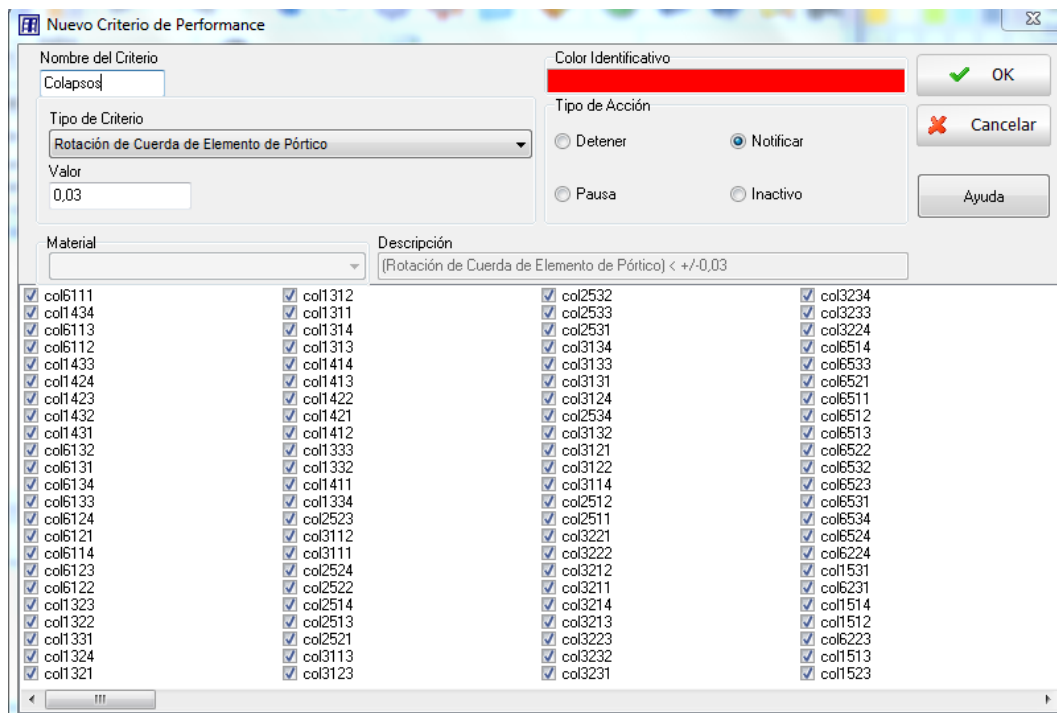 Nuevo Criterio de Performance
Nombre del Criterio
Colapsos
Color Identificativo
OK
Tipo de Criterio
Rotación de Cuerda de Elemento de Pórtico
Tipo de Acción
Detener
Notificar
Cancelar
Valor
0,03
Pausa
Inactivo
Ayuda
Material
Descripción
(Rotación de Cuerda de Elemento de Pórtico) < +/-0,03
col6111 col1312 col2532 col3234
col1434 col1311 col2533 col3233
col6113 col1314 col2531 col3224
col6112 col1313 col3134 col6514
col1433 col1414 col3133 col6533
col1424 col1413 col3131 col6521
col1423 col1422 col3124 col6511
col1432 col1421 col2534 col6512
col1431 col1412 col3132 col6513
col6132 col1333 col3121 col6522
col6131 col1332 col3122 col6532
col6134 col1411 col3114 col6523
col6133 col1334 col2512 col6531
col6124 col2523 col2511 col6534
col6121 col3112 col3221 col6524
col6114 col3111 col3222 col6224
col6123 col2524 col3212 col1531
col6122 col2522 col3211 col6231
col1323 col2514 col3214 col1514
col1322 col2513 col3213 col1512
col1331 col2521 col3223 col6223
col1324 col3113 col3232 col1513
col1321 col3123 col3231 col1523